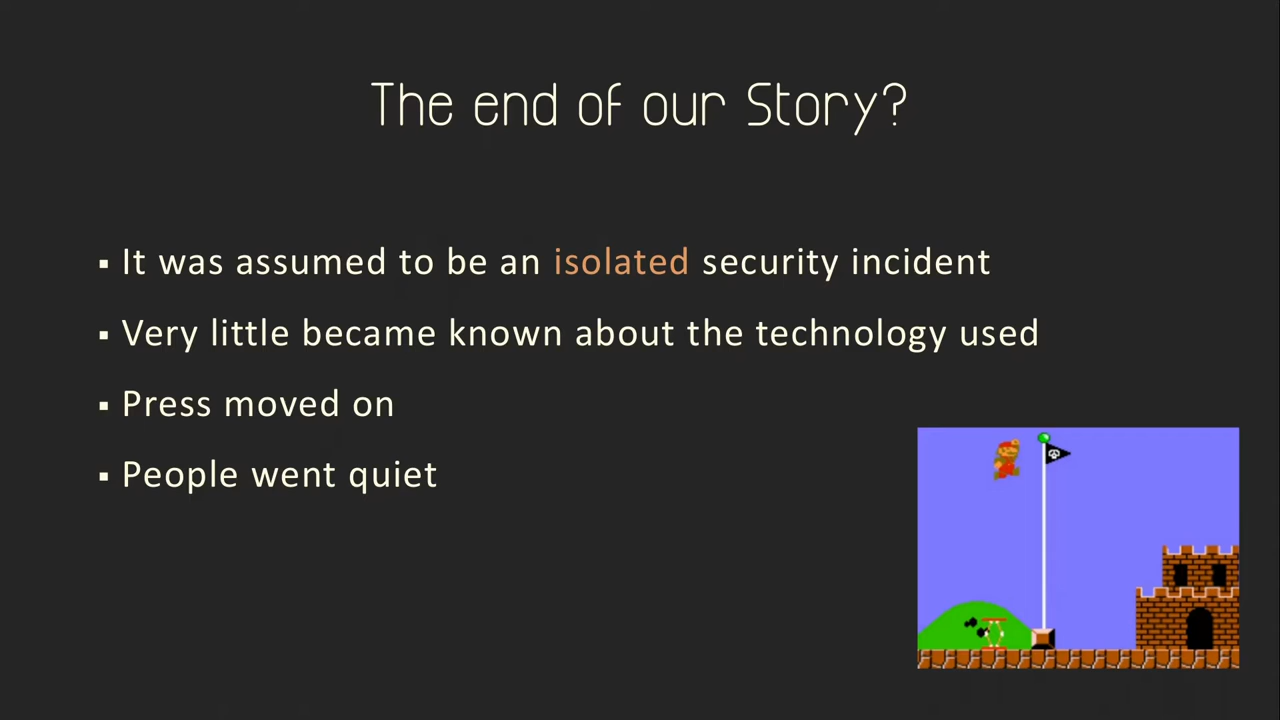 The end of our Story?
▪ It was assumed to be an isolated security incident
▪ Very little became known about the technology used
▪ Press moved on
▪ People went quiet